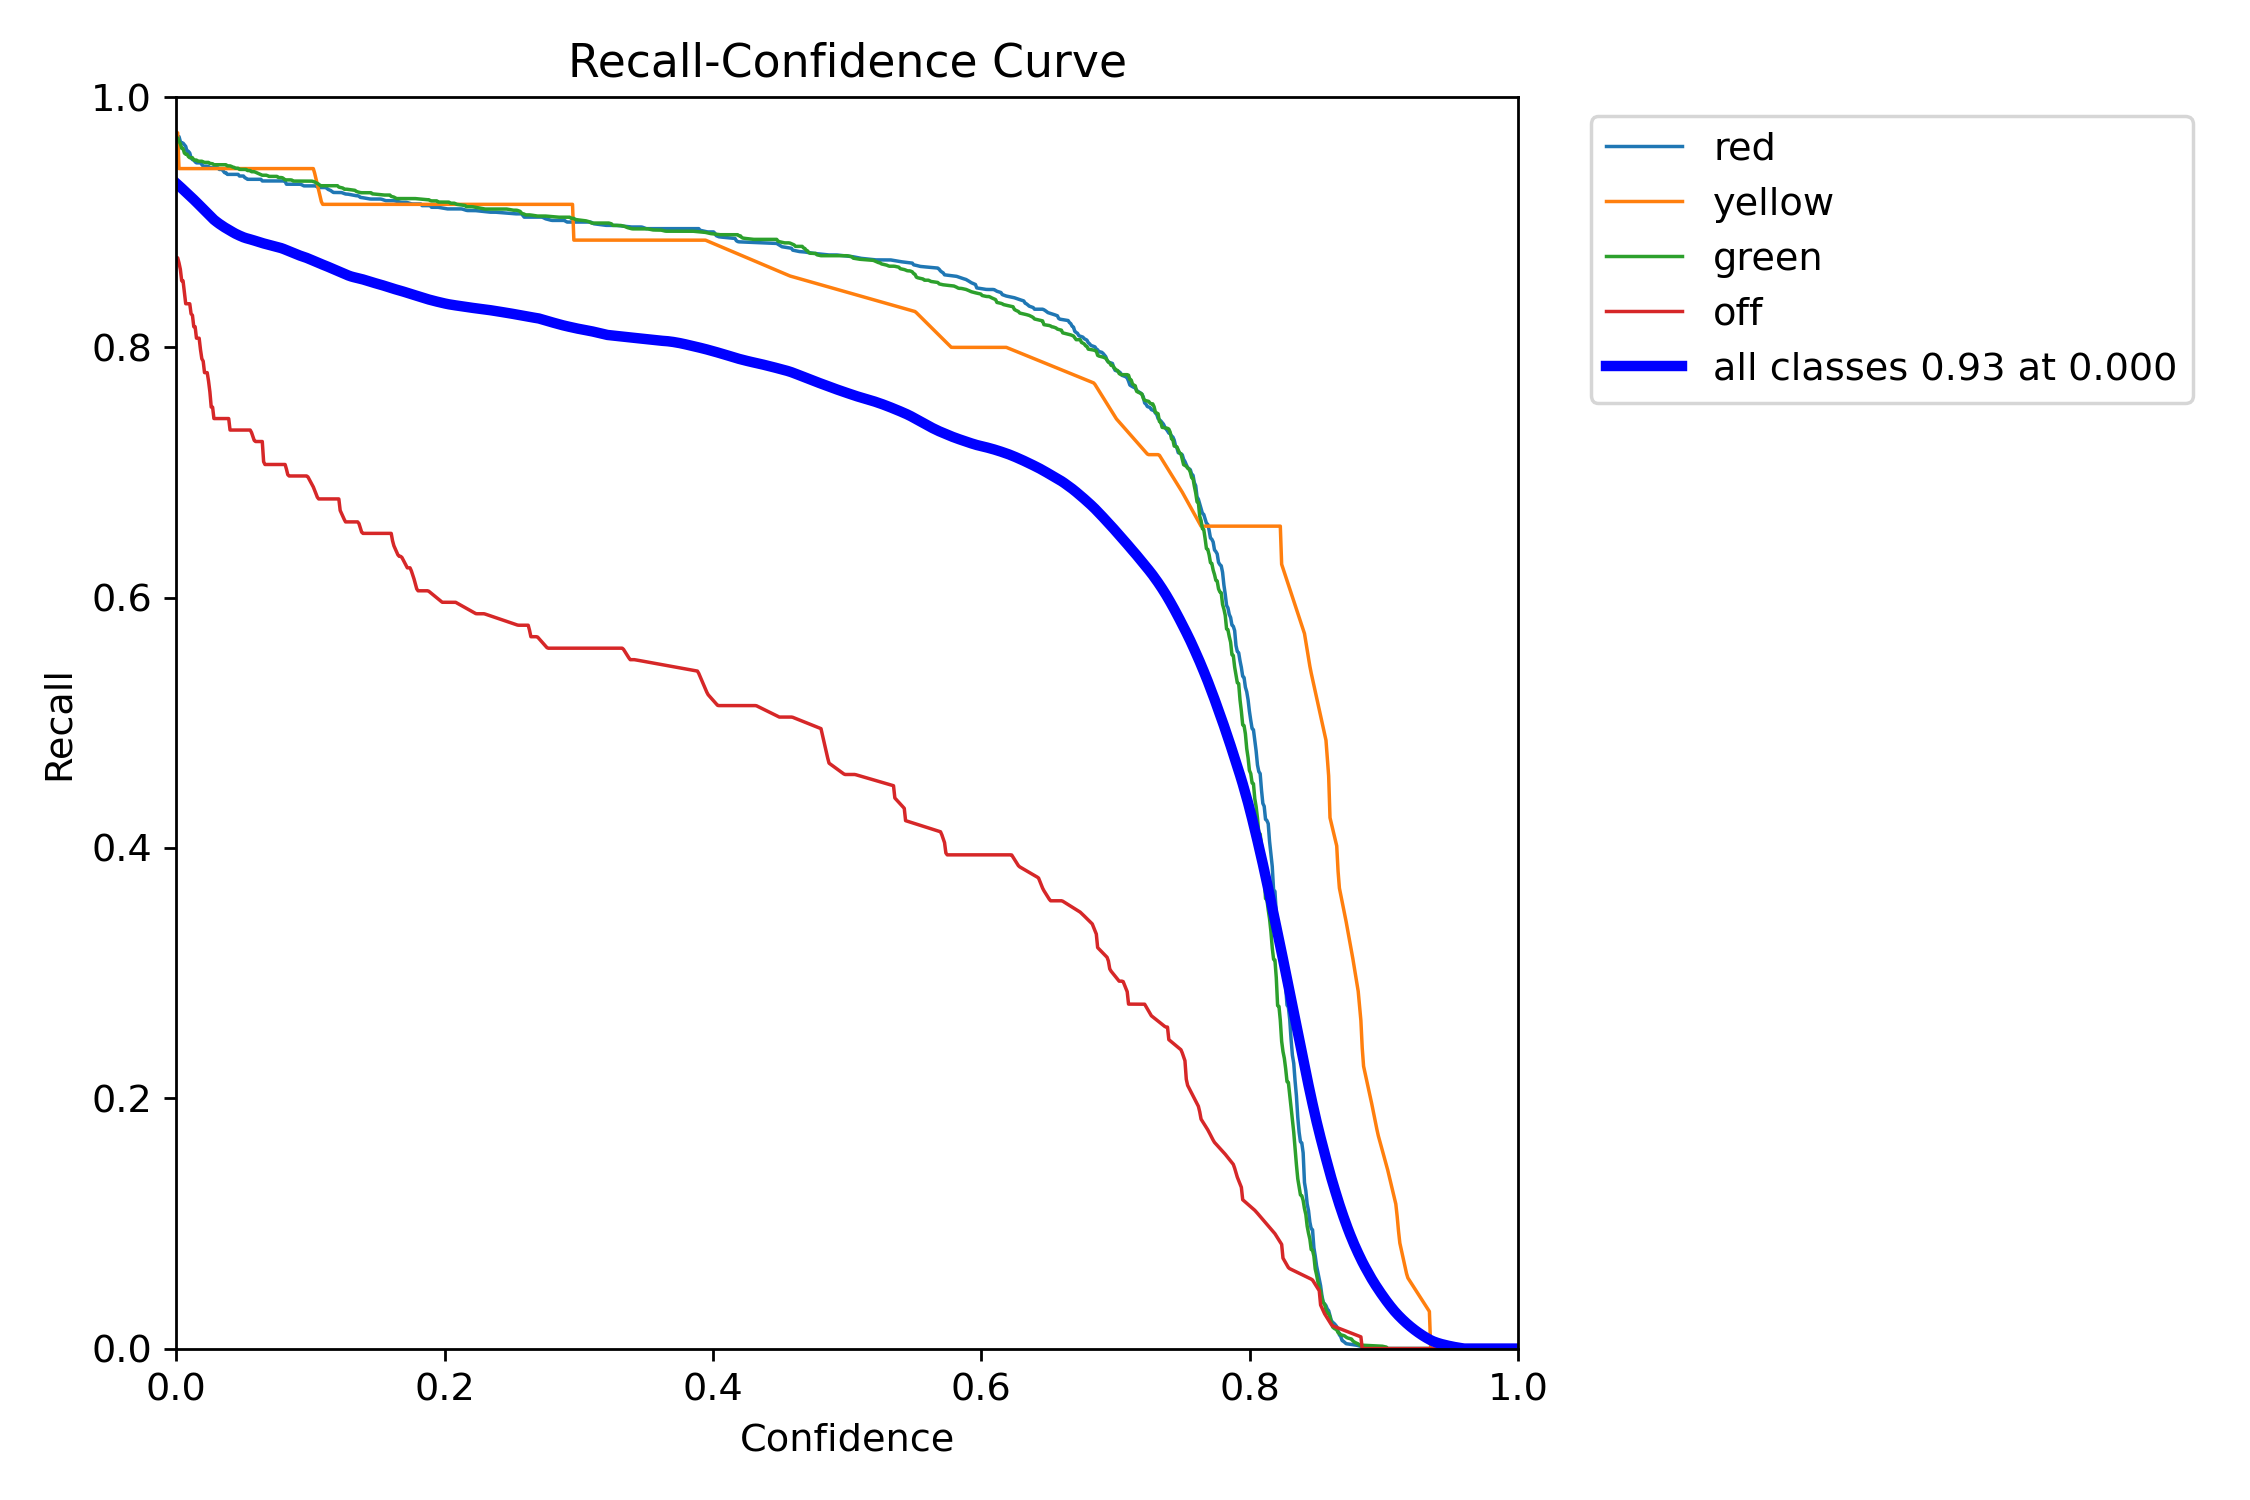 Recall-Confidence Curve
1.0
0.8
0.6
0.4
0.2
0.0
Recall
0.0 0.2 0.4 0.6 0.8 1.0
Confidence
red
yellow
green
off
all classes 0.93 at 0.000